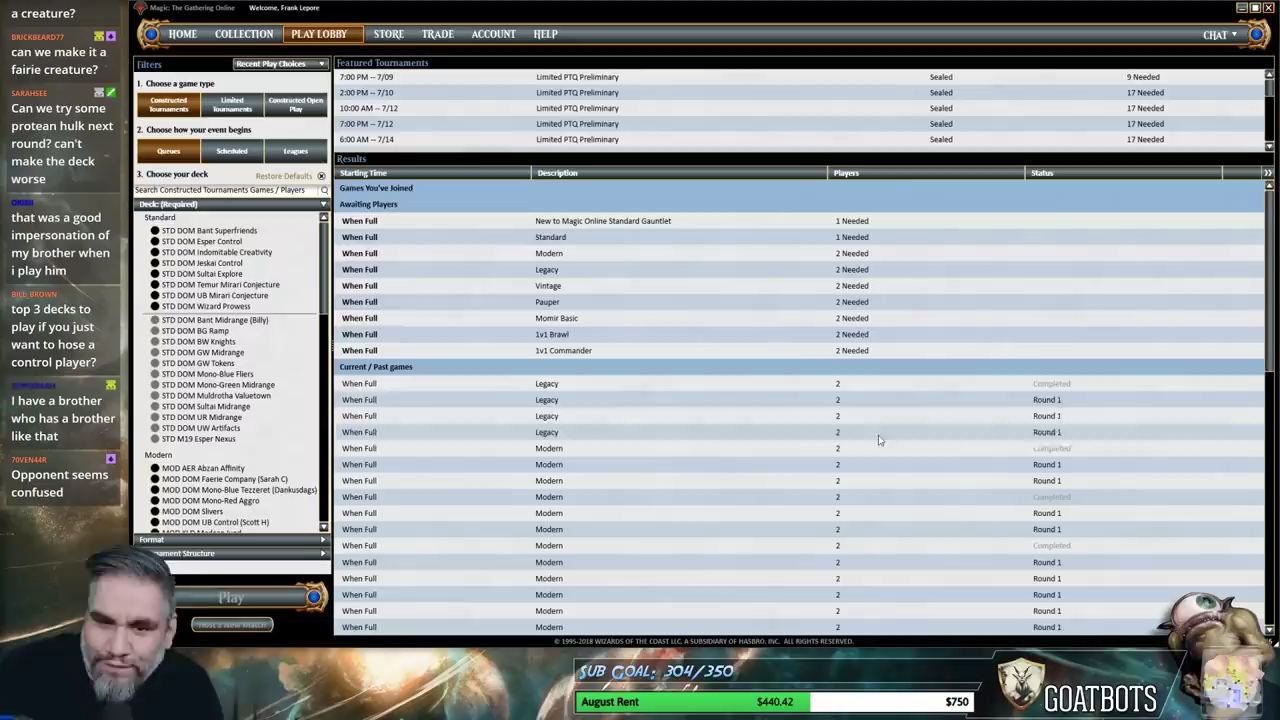 Magic: The Gathering Online
Welcome, Frank Lepore
HOME COLLECTION PLAY LOBBY STORE TRADE ACCOUNT HELP
CHAT
a creature?
BRICKBEARD77
can we make it a
fairie creature?
SARAHSEE
Can we try some
protean hulk next
round? can't
make the deck
worse
that was a good
impersonation of
my brother when
i play him
BILL_BROWN
top 3 decks to
play if you just
want to hose a
control player?
I have a brother
who has a brother
like that
70VEN44R
Opponent seems
confused
Filters
Recent Play Choices
1. Choose a game type
Constructed Tournaments
Limited Tournaments
Constructed Open Play
2. Choose how your event begins
Queues Scheduled Leagues
3. Choose your deck
Restore Defaults
Search Constructed Tournaments Games / Players
Deck: (Required)
Standard
STD DOM Bant Superfriends
STD DOM Esper Control
STD DOM Indomitable Creativity
STD DOM Jeskai Control
STD DOM Sultai Explore
STD DOM Temur Mirari Conjecture
STD DOM UB Mirari Conjecture
STD DOM Wizard Prowess
STD DOM Bant Midrange (Billy)
STD DOM BG Ramp
STD DOM BW Knights
STD DOM GW Midrange
STD DOM GW Tokens
STD DOM Mono-Blue Fliers
STD DOM Mono-Green Midrange
STD DOM Muldrotha Valuetown
STD DOM Sultai Midrange
STD DOM UR Midrange
STD DOM UW Artifacts
STD M19 Esper Nexus
Modern
MOD AER Abzan Affinity
MOD DOM Faerie Company (Sarah C)
MOD DOM Mono-Blue Tezzeret (Dankusdags)
MOD DOM Mono-Red Aggro
MOD DOM Slivers
MOD DOM UB Control (Scott H)
Format
Structure
Play
Featured Tournaments
7:00 PM -- 7/09 Limited PTQ Preliminary Sealed 9 Needed
2:00 PM -- 7/10 Limited PTQ Preliminary Sealed 17 Needed
10:00 AM -- 7/12 Limited PTQ Preliminary Sealed 17 Needed
7:00 PM -- 7/12 Limited PTQ Preliminary Sealed 17 Needed
6:00 AM -- 7/14 Limited PTQ Preliminary Sealed 17 Needed
Results
Starting Time Description Players Status
Games You've Joined
Awaiting Players
When Full New to Magic Online Standard Gauntlet 1 Needed
When Full Standard 1 Needed
When Full Modern 2 Needed
When Full Legacy 2 Needed
When Full Vintage 2 Needed
When Full Pauper 2 Needed
When Full Momir Basic 2 Needed
When Full 1v1 Brawl 2 Needed
When Full 1v1 Commander 2 Needed
Current / Past games
When Full Legacy 2 Completed
When Full Legacy 2 Round 1
When Full Legacy 2 Round 1
When Full Legacy 2 Round 1
When Full Modern 2 Completed
When Full Modern 2 Round 1
When Full Modern 2 Round 1
When Full Modern 2 Completed
When Full Modern 2 Round 1
When Full Modern 2 Round 1
When Full Modern 2 Completed
When Full Modern 2 Round 1
When Full Modern 2 Round 1
When Full Modern 2 Round 1
When Full Modern 2 Round 1
When Full Modern 2 Round 1
© 1995-2018 WIZARDS OF THE COAST LLC, A SUBSIDIARY OF HASBRO, INC. ALL RIGHTS RESERVED.
SUB GOAL: 304/350
August Rent $440.42 $750
GOATBOTS